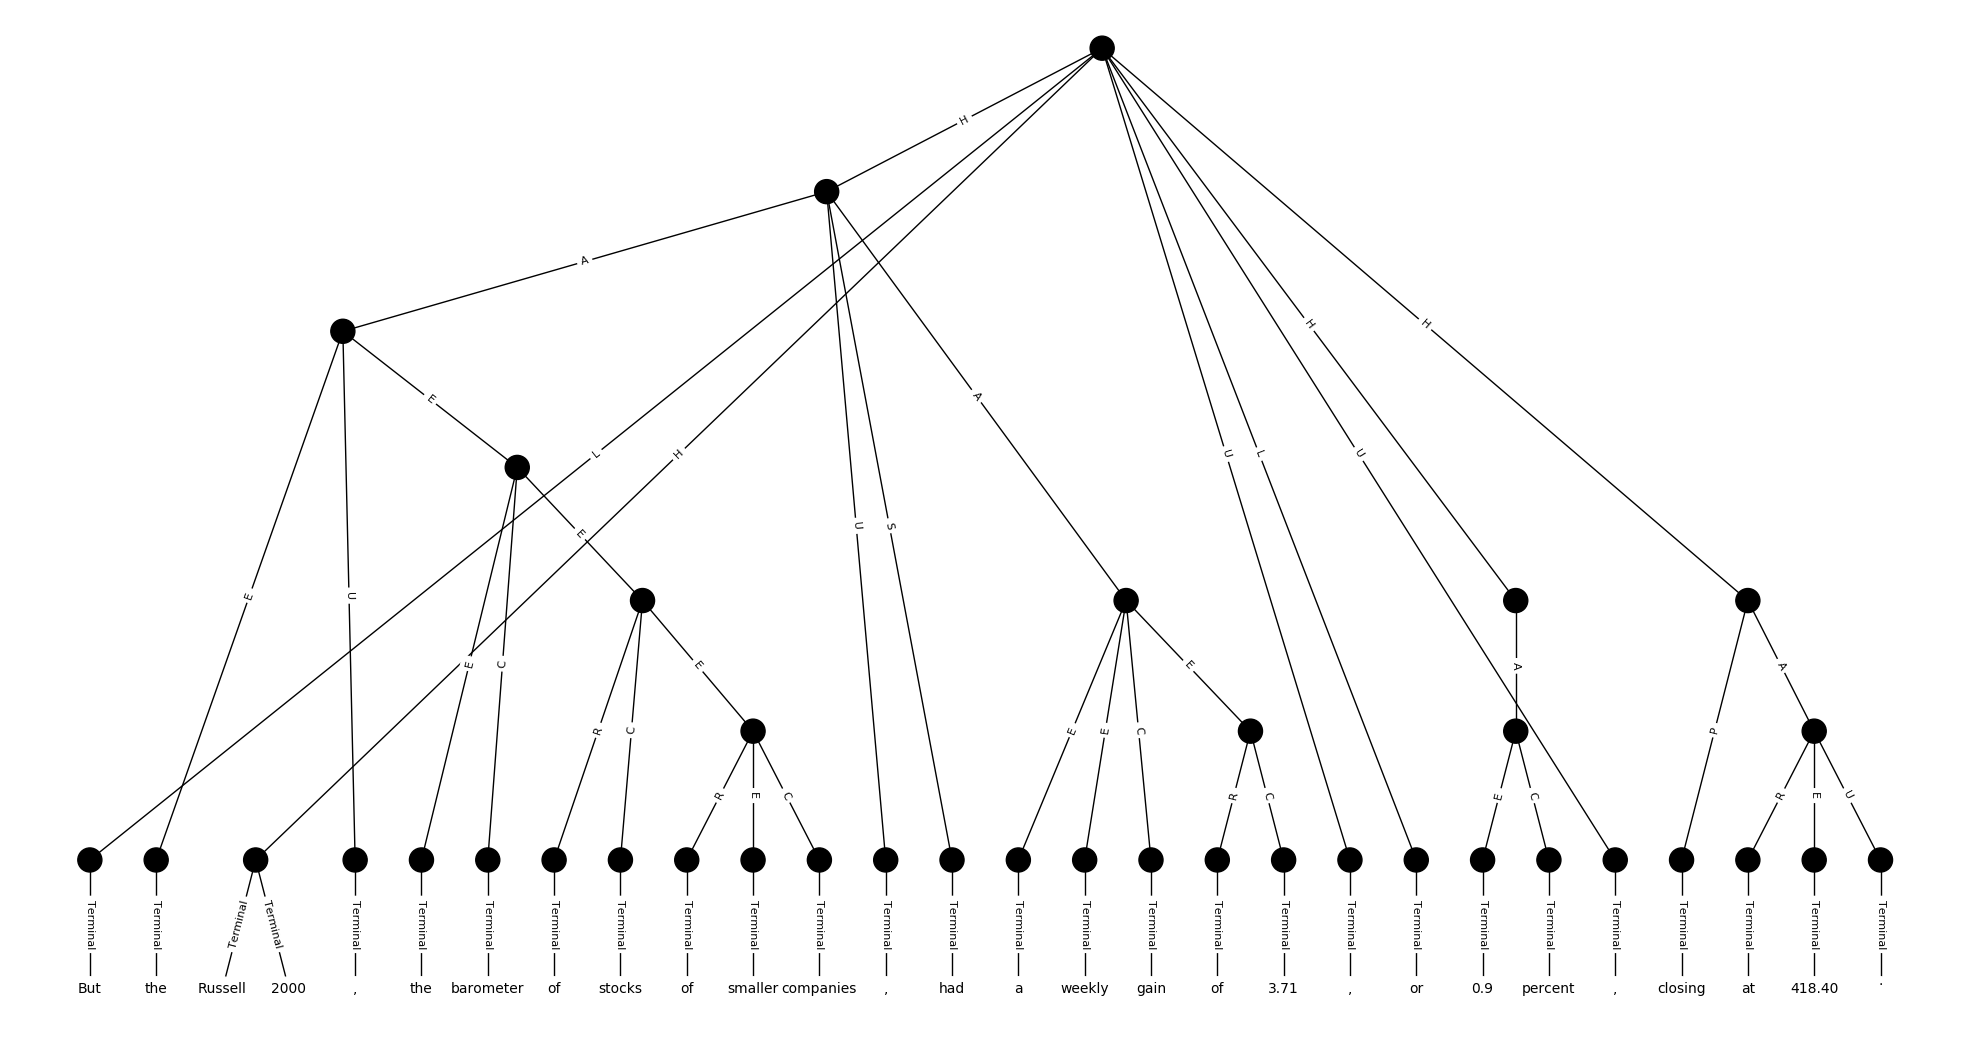 H
A
E
L
H
A
H
H
U
L
U
E
U
S
E
U
E
C
E
A
E
A
R
C
E
E
C
P
R
E
C
R
C
E
C
R
E
U
Terminal Terminal Terminal Terminal Terminal Terminal Terminal Terminal Terminal Terminal Terminal Terminal Terminal Terminal Terminal Terminal Terminal Terminal Terminal Terminal Terminal Terminal Terminal Terminal Terminal Terminal Terminal Terminal
But the Russell 2000 , the barometer of stocks of smaller companies , had a weekly gain of 3.71 , or 0.9 percent , closing at 418.40 .